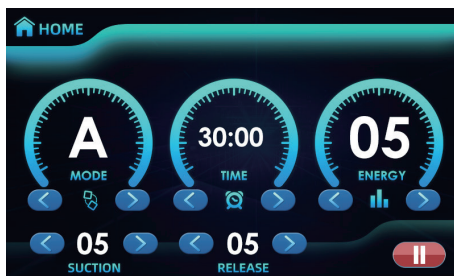 HOME
A
MODE
30:00
TIME
05
ENERGY
05
SUCTION
05
RELEASE